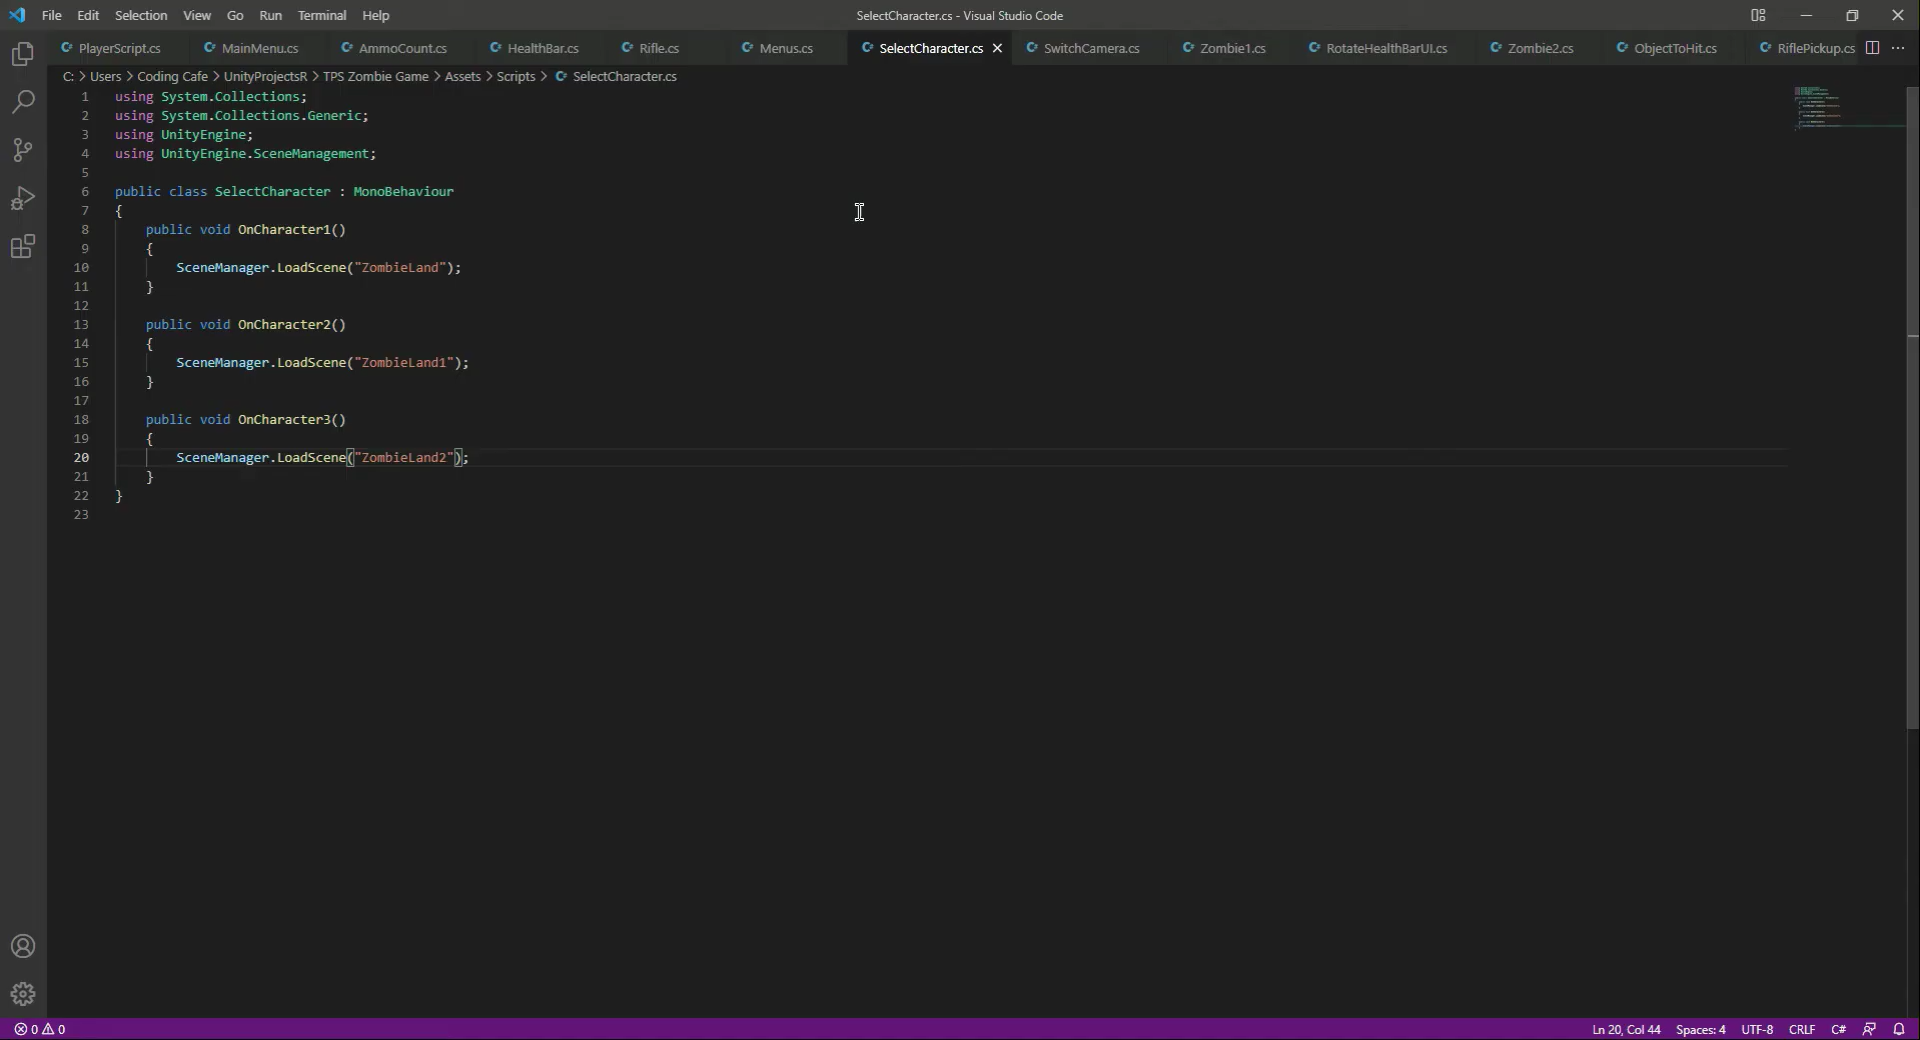 File Edit Selection View Go Run Terminal Help
SelectCharacter.cs - Visual Studio Code
PlayerScript.cs MainMenu.cs AmmoCount.cs HealthBar.cs Rifle.cs Menus.cs SelectCharacter.cs SwitchCamera.cs Zombie1.cs RotateHealthBarUI.cs Zombie2.cs ObjectToHit.cs RiflePickup.cs
C: > Users > Coding Cafe > UnityProjectsR > TPS Zombie Game > Assets > Scripts > SelectCharacter.cs
1 using System.Collections;
2 using System.Collections.Generic;
3 using UnityEngine;
4 using UnityEngine.SceneManagement;
5
6 public class SelectCharacter : MonoBehaviour
7 {
8 public void OnCharacter1()
9 {
10 SceneManager.LoadScene("ZombieLand");
11 }
12
13 public void OnCharacter2()
14 {
15 SceneManager.LoadScene("ZombieLand1");
16 }
17
18 public void OnCharacter3()
19 {
20 SceneManager.LoadScene("ZombieLand2");
21 }
22 }
23
0 0
Ln 20, Col 44 Spaces: 4 UTF-8 CRLF C#